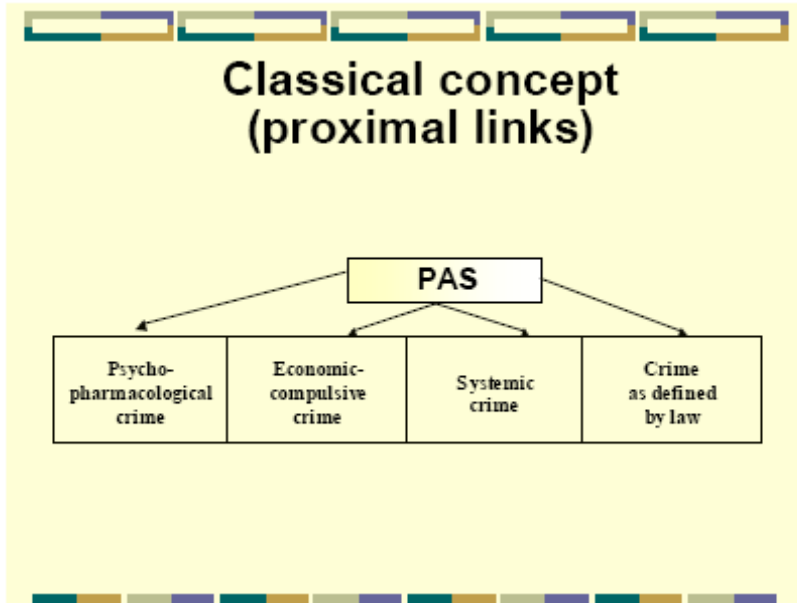 Classical concept
(proximal links)
PAS
Psycho-
pharmacological
crime
Economic-
compulsive
crime
Systemic
crime
Crime
as defined
by law